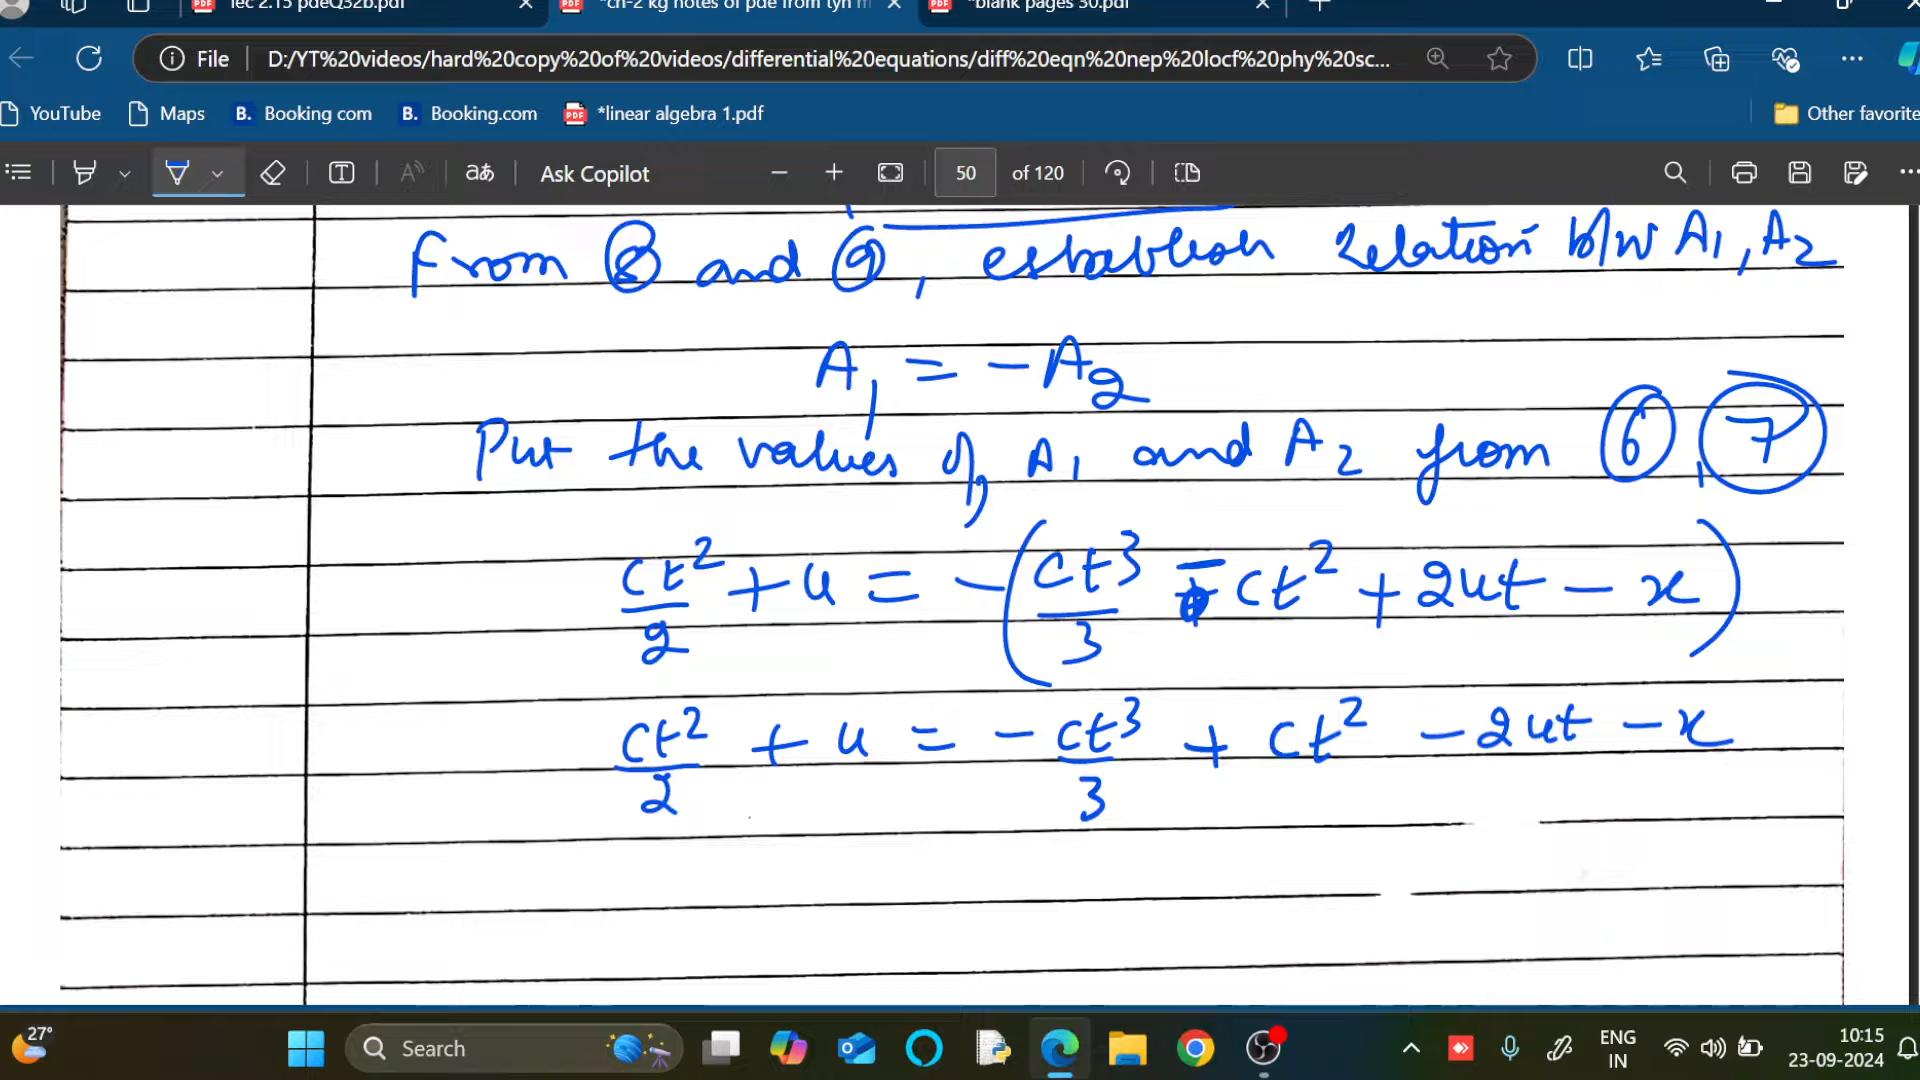 lec 2.15 pdeQ32b.pdf *ch-2 kg notes of pde from tyn m *blank pages 30.pdf
File D:/YT%20videos/hard%20copy%20of%20videos/differential%20equations/diff%20eqn%20nep%20locf%20phy%20sc...
YouTube Maps B. Booking com B. Booking.com *linear algebra 1.pdf Other favorite
Ask Copilot 50 of 120
From ⑧ and ⑨, establish relation b/w A₁, A₂
A₁ = -A₂
Put the values of A₁ and A₂ from ⑥, ⑦
ct²/2 + u = -(ct³/3 - ct² + 2ut - x)
ct²/2 + u = -ct³/3 + ct² - 2ut - x
27° Search ENG 10:15
IN 23-09-2024